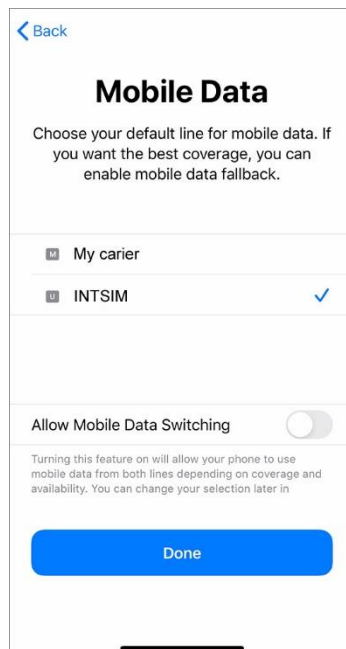 Back
Mobile Data
Choose your default line for mobile data. If
you want the best coverage, you can
enable mobile data fallback.
M My carier
U INTSIM
Allow Mobile Data Switching
Turning this feature on will allow your phone to use
mobile data from both lines depending on coverage and
availability. You can change your selection later in
Done